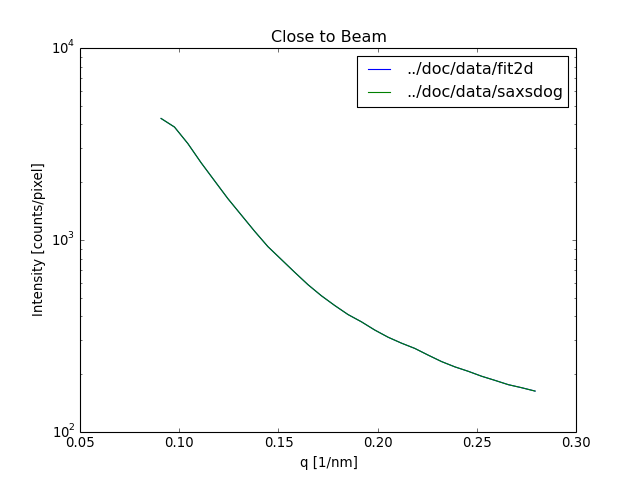 Close to Beam
../doc/data/fit2d
../doc/data/saxsdog
Intensity [counts/pixel]
10^4
10^3
10^2
0.05 0.10 0.15 0.20 0.25 0.30
q [1/nm]